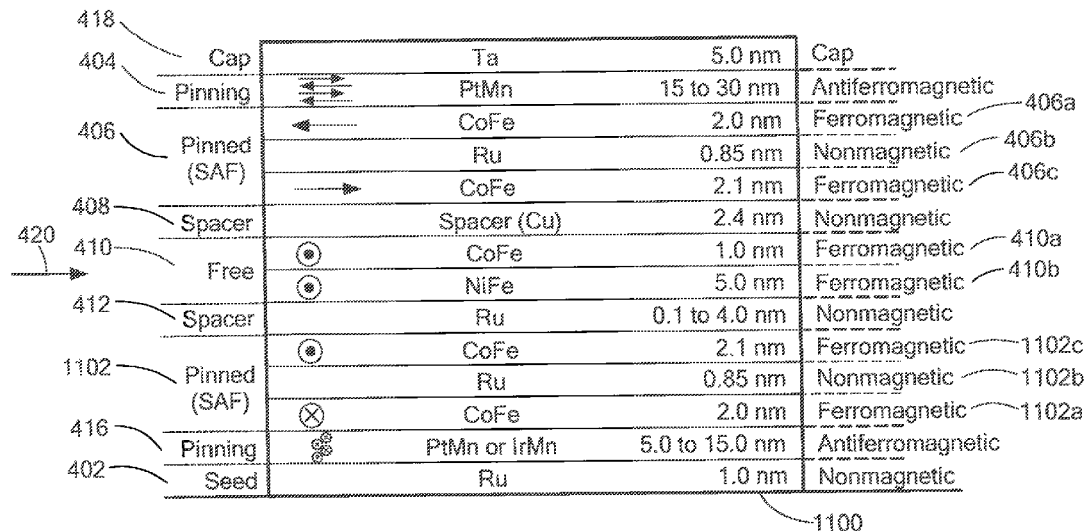 418 Cap Ta 5.0 nm Cap
404 Pinning PtMn 15 to 30 nm Antiferromagnetic
CoFe 2.0 nm Ferromagnetic 406a
406 Pinned (SAF) Ru 0.85 nm Nonmagnetic 406b
CoFe 2.1 nm Ferromagnetic 406c
408 Spacer Spacer (Cu) 2.4 nm Nonmagnetic
420 410 Free CoFe 1.0 nm Ferromagnetic 410a
NiFe 5.0 nm Ferromagnetic 410b
412 Spacer Ru 0.1 to 4.0 nm Nonmagnetic
CoFe 2.1 nm Ferromagnetic 1102c
1102 Pinned (SAF) Ru 0.85 nm Nonmagnetic 1102b
CoFe 2.0 nm Ferromagnetic 1102a
416 Pinning PtMn or IrMn 5.0 to 15.0 nm Antiferromagnetic
402 Seed Ru 1.0 nm Nonmagnetic
1100